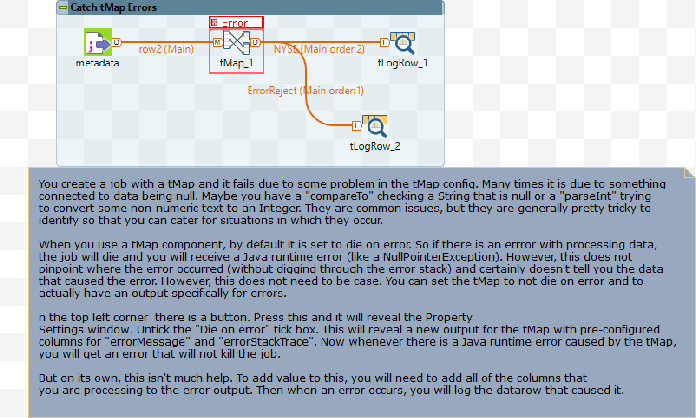 Catch tMap Errors
Error
metadata
row2 (Main)
tMap_1
NYSE (Main order:2)
tLogRow_1
ErrorReject (Main order:1)
tLogRow_2
You create a job with a tMap and it fails due to some problem in the tMap config. Many times it is due to something
connected to data being null. Maybe you have a "compareTo" checking a String that is null or a "parseInt" trying
to convert some non-numeric text to an Integer. They are common issues, but they are generally pretty tricky to
identify so that you can cater for situations in which they occur.
When you use a tMap component, by default it is set to die on error. So if there is an errror with processing data,
the job will die and you will receive a Java runtime error (like a NullPointerException). However, this does not
pinpoint where the error occurred (without digging through the error stack) and certainly doesn't tell you the data
that caused the error. However, this does not need to be case. You can set the tMap to not die on error and to
actually have an output specifically for errors.
n the top left corner there is a button. Press this and it will reveal the Property
Settings window. Untick the "Die on error" tick box. This will reveal a new output for the tMap with pre-configured
columns for "errorMessage" and "errorStackTrace". Now whenever there is a Java runtime error caused by the tMap,
you will get an error that will not kill the job.
But on its own, this isn't much help. To add value to this, you will need to add all of the columns that
you are processing to the error output. Then when an error occurs, you will log the datarow that caused it.